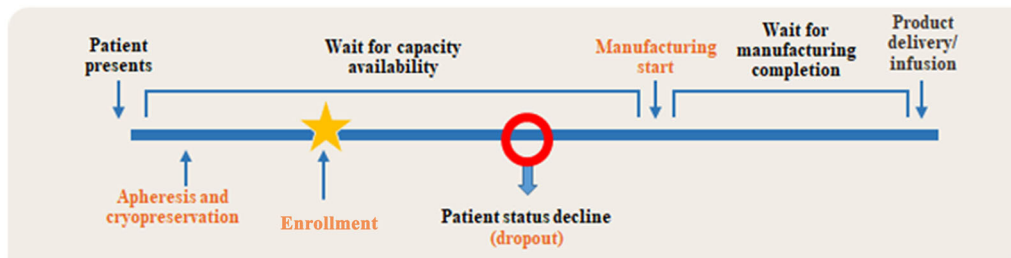 Patient
presents
Wait for capacity
availability
Manufacturing
start
Wait for
manufacturing
completion
Product
delivery/
infusion
Apheresis and
cryopreservation
Enrollment
Patient status decline
(dropout)